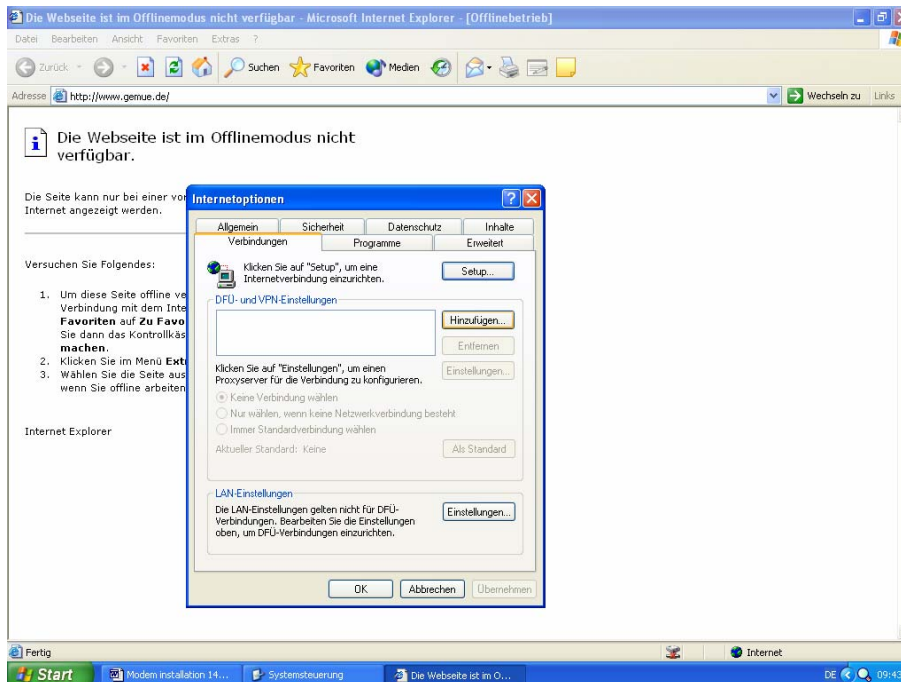 Die Webseite ist im Offlinemodus nicht verfügbar - Microsoft Internet Explorer - [Offlinebetrieb]
Datei Bearbeiten Ansicht Favoriten Extras ?
Zurück Suchen Favoriten Medien
Adresse http://www.gemue.de/ Wechseln zu Links
Die Webseite ist im Offlinemodus nicht
verfügbar.
Die Seite kann nur bei einer vor
Internet angezeigt werden.
Versuchen Sie Folgendes:
1. Um diese Seite offline ve
Verbindung mit dem Inte
Favoriten auf Zu Favo
Sie dann das Kontrollkäs
machen.
2. Klicken Sie im Menü Extr
3. Wählen Sie die Seite aus
wenn Sie offline arbeiten
Internet Explorer
Internetoptionen
Allgemein Sicherheit Datenschutz Inhalte
Verbindungen Programme Erweitert
Klicken Sie auf "Setup", um eine
Internetverbindung einzurichten.
Setup...
DFÜ- und VPN-Einstellungen
Hinzufügen...
Entfernen
Klicken Sie auf "Einstellungen", um einen
Proxyserver für die Verbindung zu konfigurieren.
Einstellungen...
Keine Verbindung wählen
Nur wählen, wenn keine Netzwerkverbindung besteht
Immer Standardverbindung wählen
Aktueller Standard: Keine
Als Standard
LAN-Einstellungen
Die LAN-Einstellungen gelten nicht für DFÜ-
Verbindungen. Bearbeiten Sie die Einstellungen
oben, um DFÜ-Verbindungen einzurichten.
Einstellungen...
OK Abbrechen Übernehmen
Fertig Internet
Start Modem installation 14... Systemsteuerung Die Webseite ist im O... DE 09:43